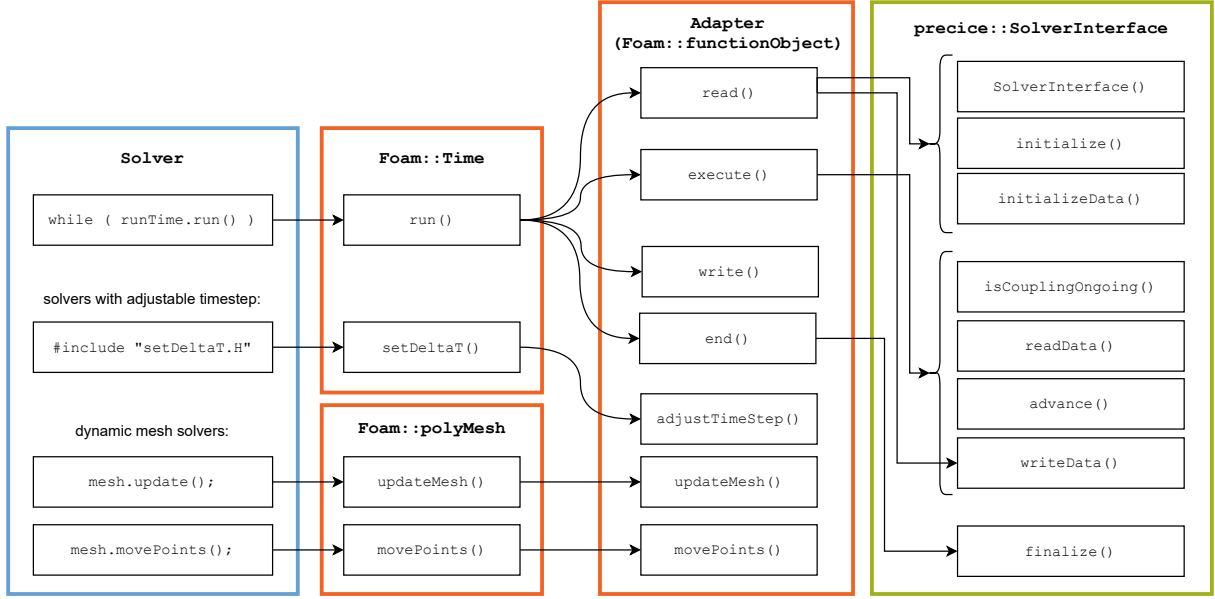 Solver
while ( runTime.run() )
solvers with adjustable timestep:
#include "setDeltaT.H"
dynamic mesh solvers:
mesh.update();
mesh.movePoints();
Foam::Time
run()
setDeltaT()
Foam::polyMesh
updateMesh()
movePoints()
Adapter
(Foam::functionObject)
read()
execute()
write()
end()
adjustTimeStep()
updateMesh()
movePoints()
precice::SolverInterface
SolverInterface()
initialize()
initializeData()
isCouplingOngoing()
readData()
advance()
writeData()
finalize()